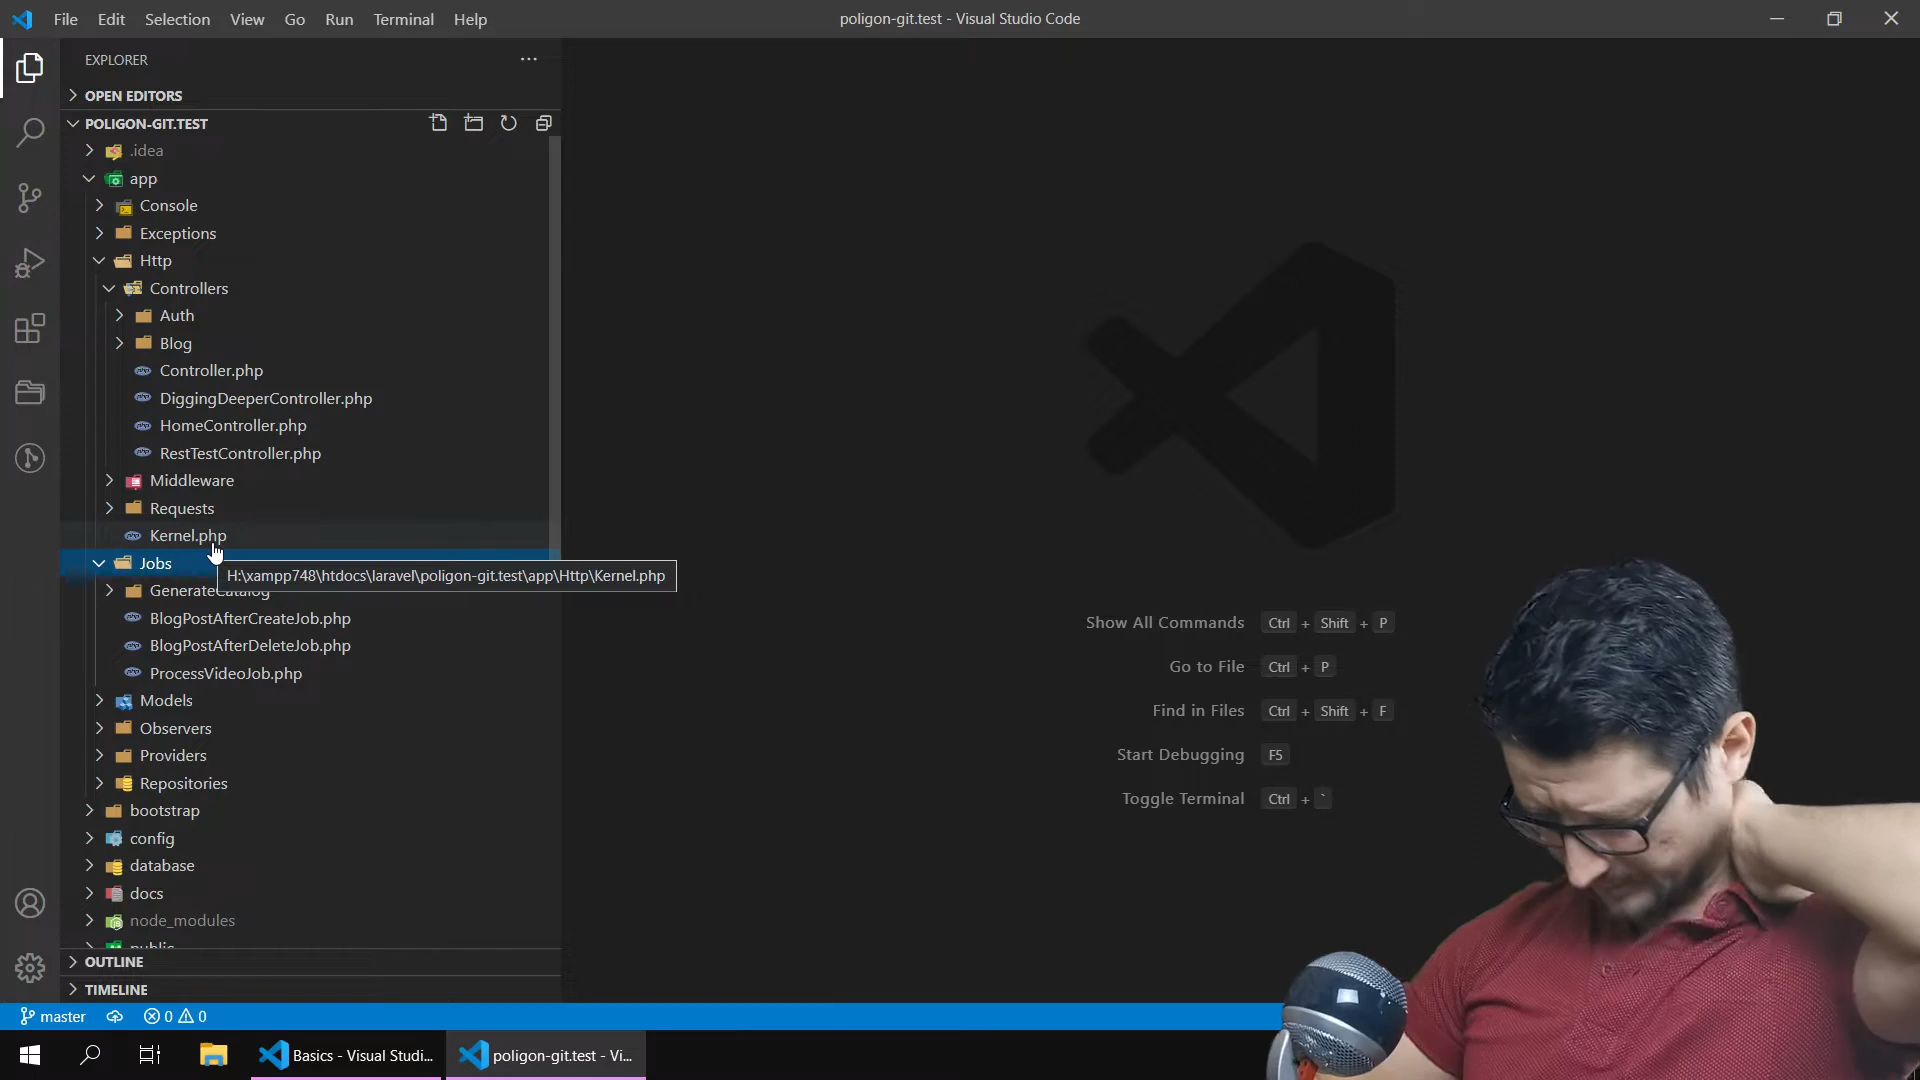 File Edit Selection View Go Run Terminal Help
poligon-git.test - Visual Studio Code
EXPLORER
OPEN EDITORS
POLIGON-GIT.TEST
.idea
app
Console
Exceptions
Http
Controllers
Auth
Blog
Controller.php
DiggingDeeperController.php
HomeController.php
RestTestController.php
Middleware
Requests
Kernel.php
Jobs
H:\xampp748\htdocs\laravel\poligon-git.test\app\Http\Kernel.php
GenerateCatalog
BlogPostAfterCreateJob.php
BlogPostAfterDeleteJob.php
ProcessVideoJob.php
Models
Observers
Providers
Repositories
bootstrap
config
database
docs
node_modules
public
OUTLINE
TIMELINE
Show All Commands Ctrl + Shift + P
Go to File Ctrl + P
Find in Files Ctrl + Shift + F
Start Debugging F5
Toggle Terminal Ctrl + `
master 0 0
Basics - Visual Studi...
poligon-git.test - Vi...